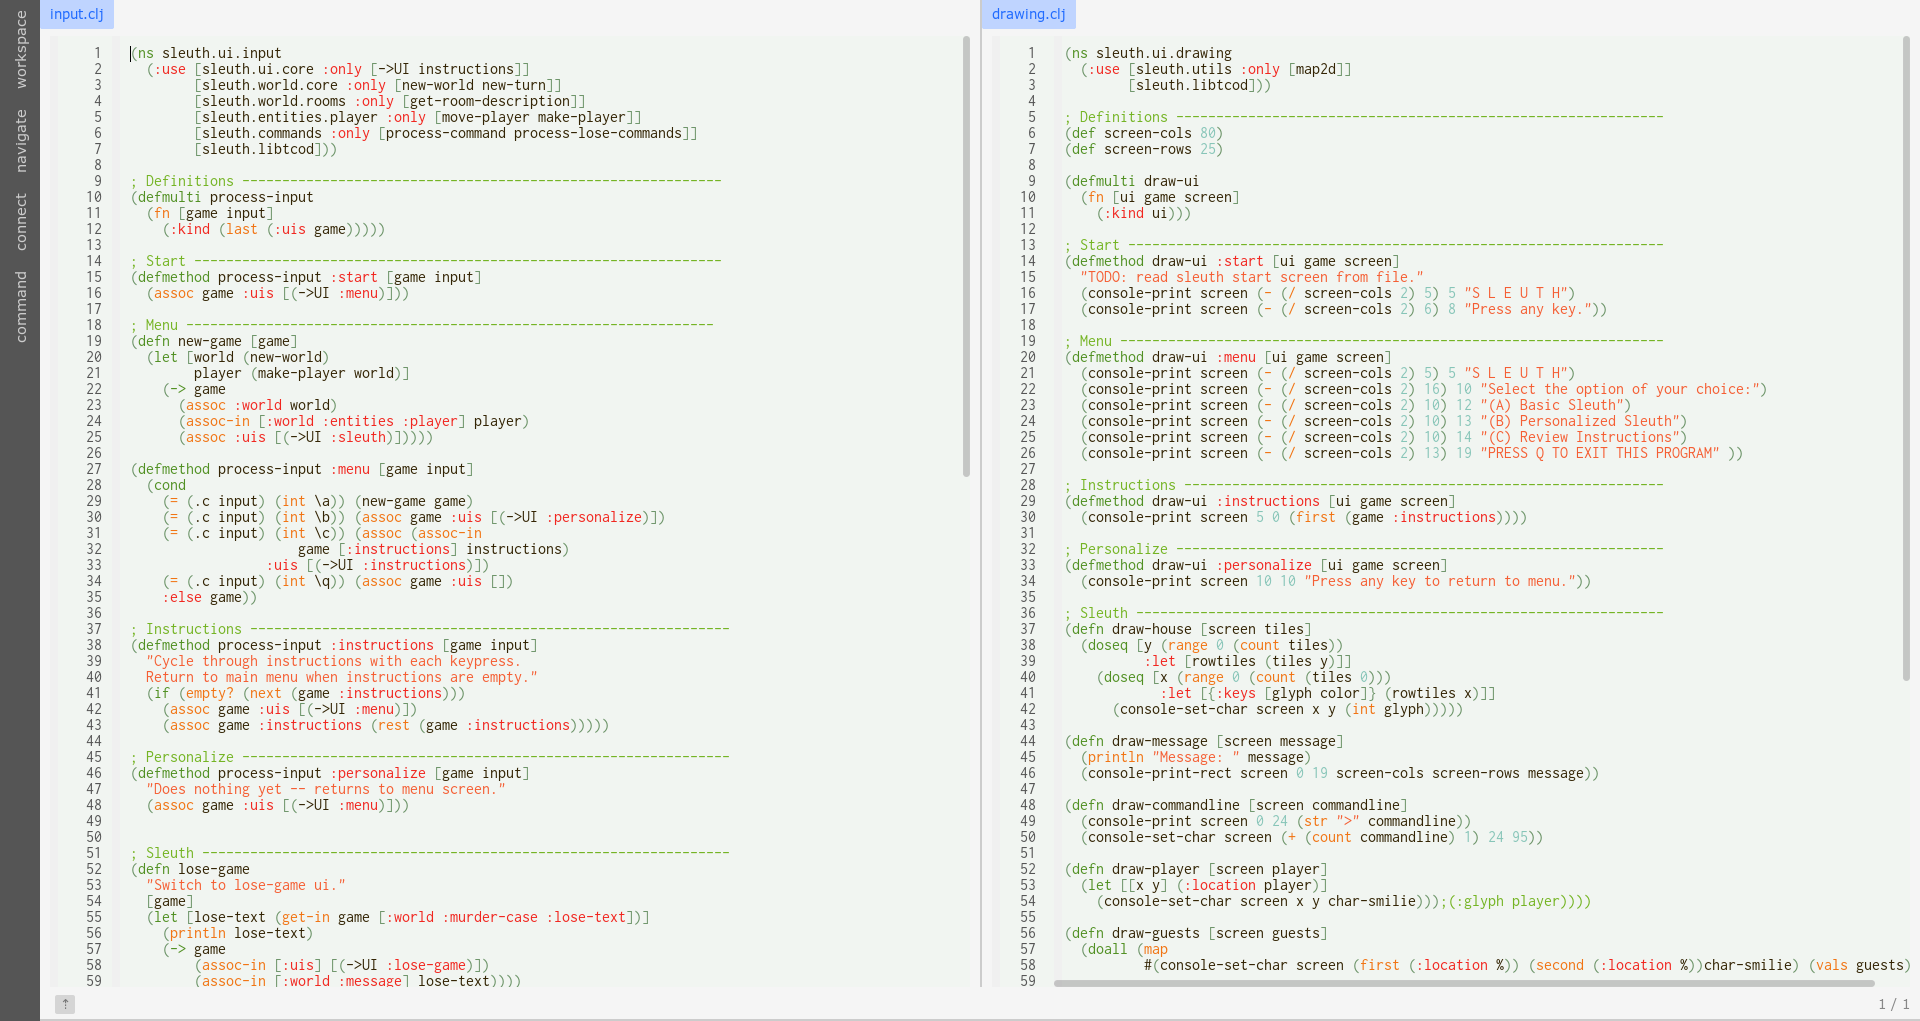 workspace
navigate
connect
command
input.clj
1 (ns sleuth.ui.input
2   (:use [sleuth.ui.core :only [->UI instructions]]
3         [sleuth.world.core :only [new-world new-turn]]
4         [sleuth.world.rooms :only [get-room-description]]
5         [sleuth.entities.player :only [move-player make-player]]
6         [sleuth.commands :only [process-command process-lose-commands]]
7         [sleuth.libtcod]))
8
9 ; Definitions ------------------------------------------------------------
10 (defmulti process-input
11   (fn [game input]
12     (:kind (last (:uis game)))))
13
14 ; Start ------------------------------------------------------------------
15 (defmethod process-input :start [game input]
16   (assoc game :uis [(->UI :menu)]))
17
18 ; Menu ------------------------------------------------------------------
19 (defn new-game [game]
20   (let [world (new-world)
21         player (make-player world)]
22     (-> game
23       (assoc :world world)
24       (assoc-in [:world :entities :player] player)
25       (assoc :uis [(->UI :sleuth)]))))
26
27 (defmethod process-input :menu [game input]
28   (cond
29     (= (.c input) (int \a)) (new-game game)
30     (= (.c input) (int \b)) (assoc game :uis [(->UI :personalize)])
31     (= (.c input) (int \c)) (assoc (assoc-in
32                      game [:instructions] instructions)
33                  :uis [(->UI :instructions)])
34     (= (.c input) (int \q)) (assoc game :uis [])
35     :else game))
36
37 ; Instructions ------------------------------------------------------------
38 (defmethod process-input :instructions [game input]
39   "Cycle through instructions with each keypress.
40   Return to main menu when instructions are empty."
41   (if (empty? (next (game :instructions)))
42     (assoc game :uis [(->UI :menu)])
43     (assoc game :instructions (rest (game :instructions)))))
44
45 ; Personalize -------------------------------------------------------------
46 (defmethod process-input :personalize [game input]
47   "Does nothing yet -- returns to menu screen."
48   (assoc game :uis [(->UI :menu)]))
49
50
51 ; Sleuth ------------------------------------------------------------------
52 (defn lose-game
53   "Switch to lose-game ui."
54   [game]
55   (let [lose-text (get-in game [:world :murder-case :lose-text])]
56     (println lose-text)
57     (-> game
58         (assoc-in [:uis] [(->UI :lose-game)])
59         (assoc-in [:world :message] lose-text))))
drawing.clj
1 (ns sleuth.ui.drawing
2   (:use [sleuth.utils :only [map2d]]
3         [sleuth.libtcod]))
4
5 ; Definitions -------------------------------------------------------------
6 (def screen-cols 80)
7 (def screen-rows 25)
8
9 (defmulti draw-ui
10   (fn [ui game screen]
11     (:kind ui)))
12
13 ; Start -------------------------------------------------------------------
14 (defmethod draw-ui :start [ui game screen]
15   "TODO: read sleuth start screen from file."
16   (console-print screen (- (/ screen-cols 2) 5) 5 "S L E U T H")
17   (console-print screen (- (/ screen-cols 2) 6) 8 "Press any key."))
18
19 ; Menu --------------------------------------------------------------------
20 (defmethod draw-ui :menu [ui game screen]
21   (console-print screen (- (/ screen-cols 2) 5) 5 "S L E U T H")
22   (console-print screen (- (/ screen-cols 2) 16) 10 "Select the option of your choice:")
23   (console-print screen (- (/ screen-cols 2) 10) 12 "(A) Basic Sleuth")
24   (console-print screen (- (/ screen-cols 2) 10) 13 "(B) Personalized Sleuth")
25   (console-print screen (- (/ screen-cols 2) 10) 14 "(C) Review Instructions")
26   (console-print screen (- (/ screen-cols 2) 13) 19 "PRESS Q TO EXIT THIS PROGRAM" ))
27
28 ; Instructions ------------------------------------------------------------
29 (defmethod draw-ui :instructions [ui game screen]
30   (console-print screen 5 0 (first (game :instructions))))
31
32 ; Personalize -------------------------------------------------------------
33 (defmethod draw-ui :personalize [ui game screen]
34   (console-print screen 10 10 "Press any key to return to menu."))
35
36 ; Sleuth ------------------------------------------------------------------
37 (defn draw-house [screen tiles]
38   (doseq [y (range 0 (count tiles))
39           :let [rowtiles (tiles y)]]
40     (doseq [x (range 0 (count (tiles 0)))
41             :let [{:keys [glyph color]} (rowtiles x)]]
42       (console-set-char screen x y (int glyph)))))
43
44 (defn draw-message [screen message]
45   (println "Message: " message)
46   (console-print-rect screen 0 19 screen-cols screen-rows message))
47
48 (defn draw-commandline [screen commandline]
49   (console-print screen 0 24 (str ">" commandline))
50   (console-set-char screen (+ (count commandline) 1) 24 95))
51
52 (defn draw-player [screen player]
53   (let [[x y] (:location player)]
54     (console-set-char screen x y char-smilie)));(:glyph player))))
55
56 (defn draw-guests [screen guests]
57   (doall (map
58           #(console-set-char screen (first (:location %)) (second (:location %))char-smilie) (vals guests)
59
↑
1 / 1